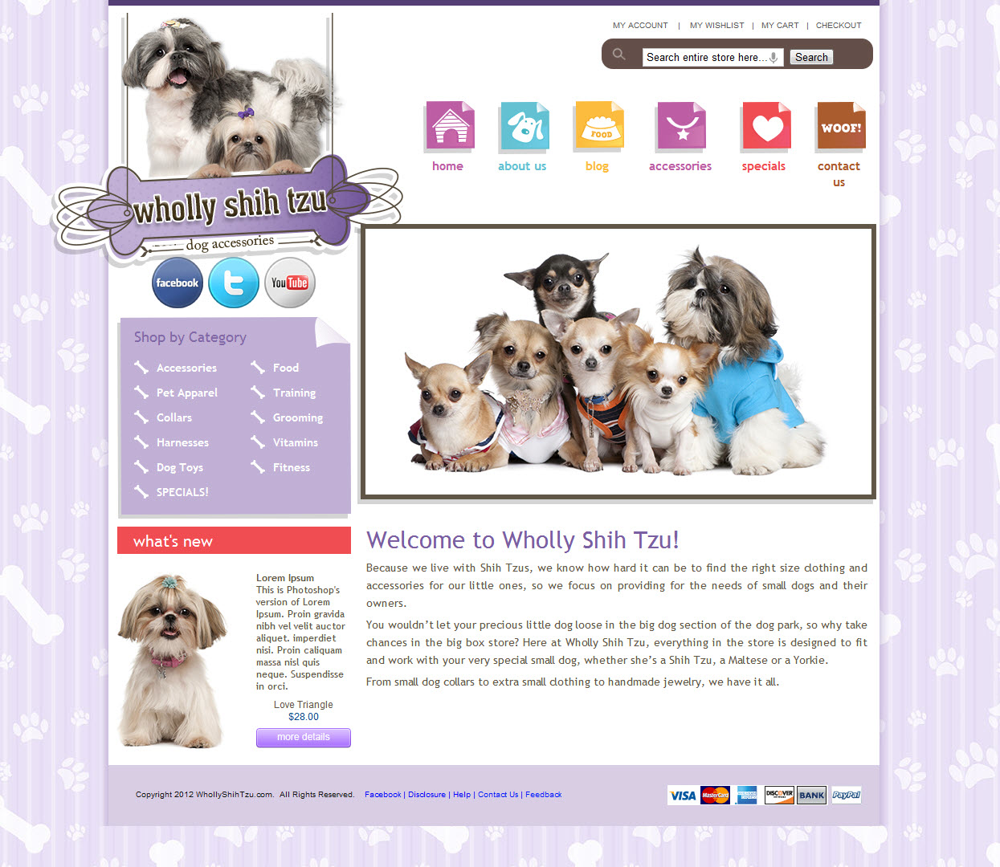 MY ACCOUNT | MY WISHLIST | MY CART | CHECKOUT
Search entire store here... Search
FOOD
WOOF!
home about us blog accessories specials contact us
wholly shih tzu
dog accessories
facebook t YouTube
Shop by Category
Accessories Food
Pet Apparel Training
Collars Grooming
Harnesses Vitamins
Dog Toys Fitness
SPECIALS!
what's new
Lorem Ipsum
This is Photoshop's
version of Lorem
Ipsum. Proin gravida
nibh vel velit auctor
aliquet. imperdiet
nisi. Proin caliquam
massa nisl quis
neque. Suspendisse
in orci.
Love Triangle
$28.00
more details
Welcome to Wholly Shih Tzu!
Because we live with Shih Tzus, we know how hard it can be to find the right size clothing and
accessories for our little ones, so we focus on providing for the needs of small dogs and their
owners.
You wouldn’t let your precious little dog loose in the big dog section of the dog park, so why take
chances in the big box store? Here at Wholly Shih Tzu, everything in the store is designed to fit
and work with your very special small dog, whether she’s a Shih Tzu, a Maltese or a Yorkie.
From small dog collars to extra small clothing to handmade jewelry, we have it all.
Copyright 2012 WhollyShihTzu.com. All Rights Reserved. Facebook | Disclosure | Help | Contact Us | Feedback
VISA MasterCard AMERICAN EXPRESS DISCOVER BANK PayPal